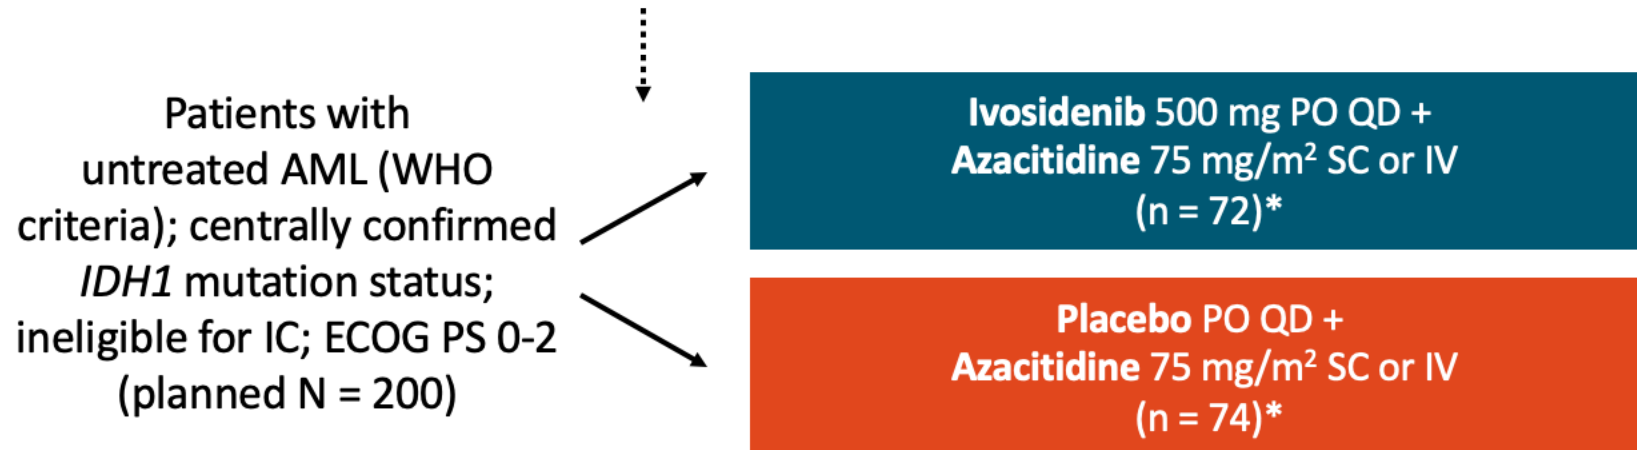 Patients with
untreated AML (WHO
criteria); centrally confirmed
IDH1 mutation status;
ineligible for IC; ECOG PS 0-2
(planned N = 200)
Ivosidenib 500 mg PO QD +
Azacitidine 75 mg/m² SC or IV
(n = 72)*
Placebo PO QD +
Azacitidine 75 mg/m² SC or IV
(n = 74)*